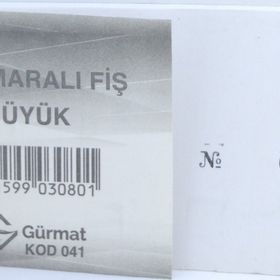 MARALI FİŞ
ÜYÜK
599 030801
Gürmat
KOD 041
№